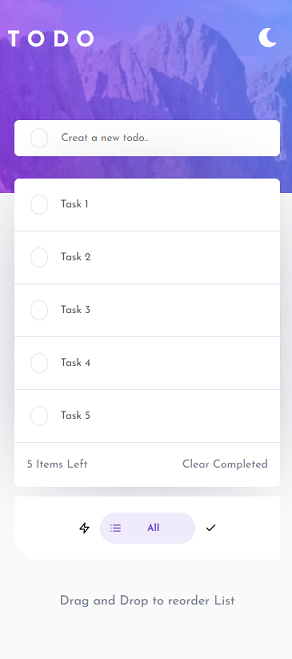 TODO
Creat a new todo..
Task 1
Task 2
Task 3
Task 4
Task 5
5 Items Left Clear Completed
All
Drag and Drop to reorder List